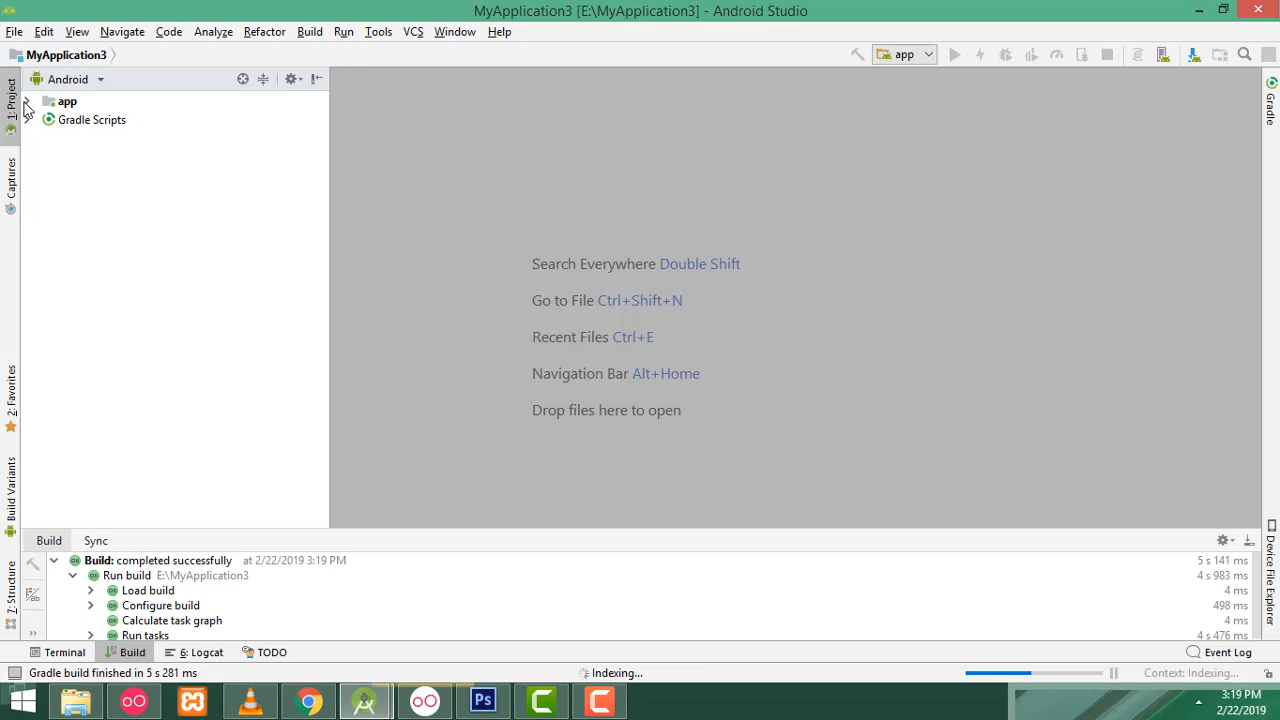 MyApplication3 [E:\MyApplication3] - Android Studio
File Edit View Navigate Code Analyze Refactor Build Run Tools VCS Window Help
MyApplication3 app
1: Project
Android
app
Gradle Scripts
Captures
2: Favorites
Build Variants
7: Structure
Gradle
Device File Explorer
Search Everywhere Double Shift
Go to File Ctrl+Shift+N
Recent Files Ctrl+E
Navigation Bar Alt+Home
Drop files here to open
Build Sync
Build: completed successfully at 2/22/2019 3:19 PM 5 s 141 ms
Run build E:\MyApplication3 4 s 983 ms
Load build 4 ms
Configure build 498 ms
Calculate task graph 4 ms
Run tasks 4 s 476 ms
Terminal Build 6: Logcat TODO Event Log
Gradle build finished in 5 s 281 ms Indexing... Context: Indexing...
Ps
3:19 PM
2/22/2019